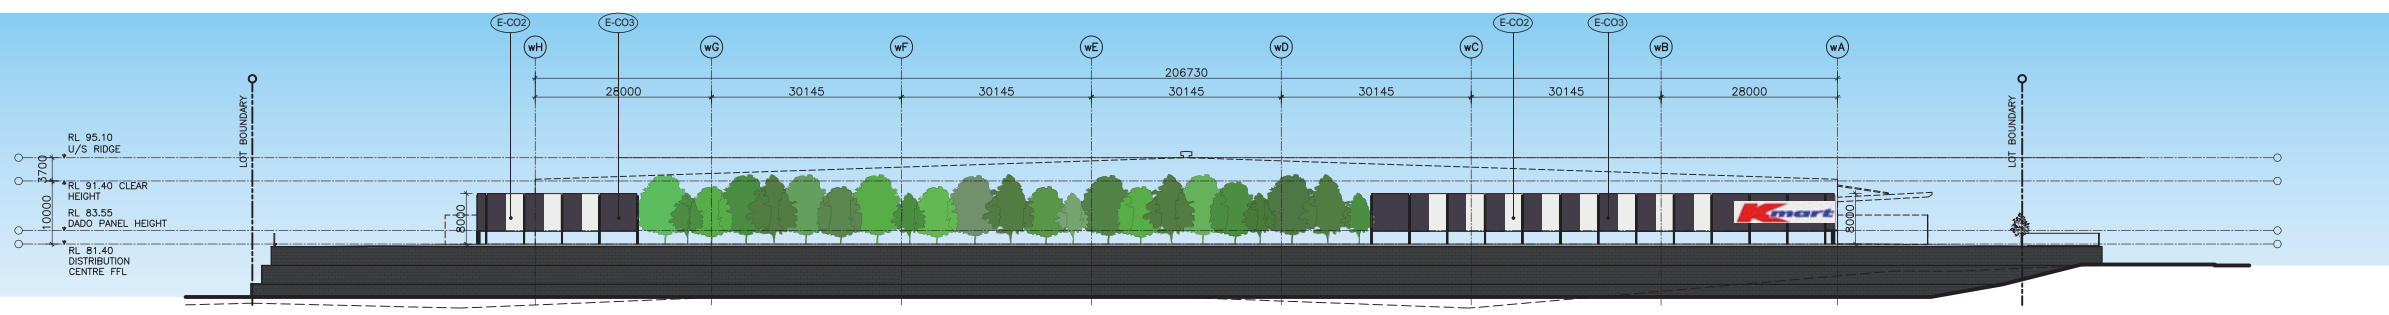 E-CO2
E-CO3
E-CO2
E-CO3
wH
wG
wF
wE
wD
wC
wB
wA
206730
28000
30145
30145
30145
30145
30145
28000
LOT BOUNDARY
LOT BOUNDARY
RL 95.10
U/S RIDGE
3700
RL 91.40 CLEAR
HEIGHT
10000
RL 83.55
DADO PANEL HEIGHT
RL 81.40
DISTRIBUTION
CENTRE FFL
8000
Kmart
8000